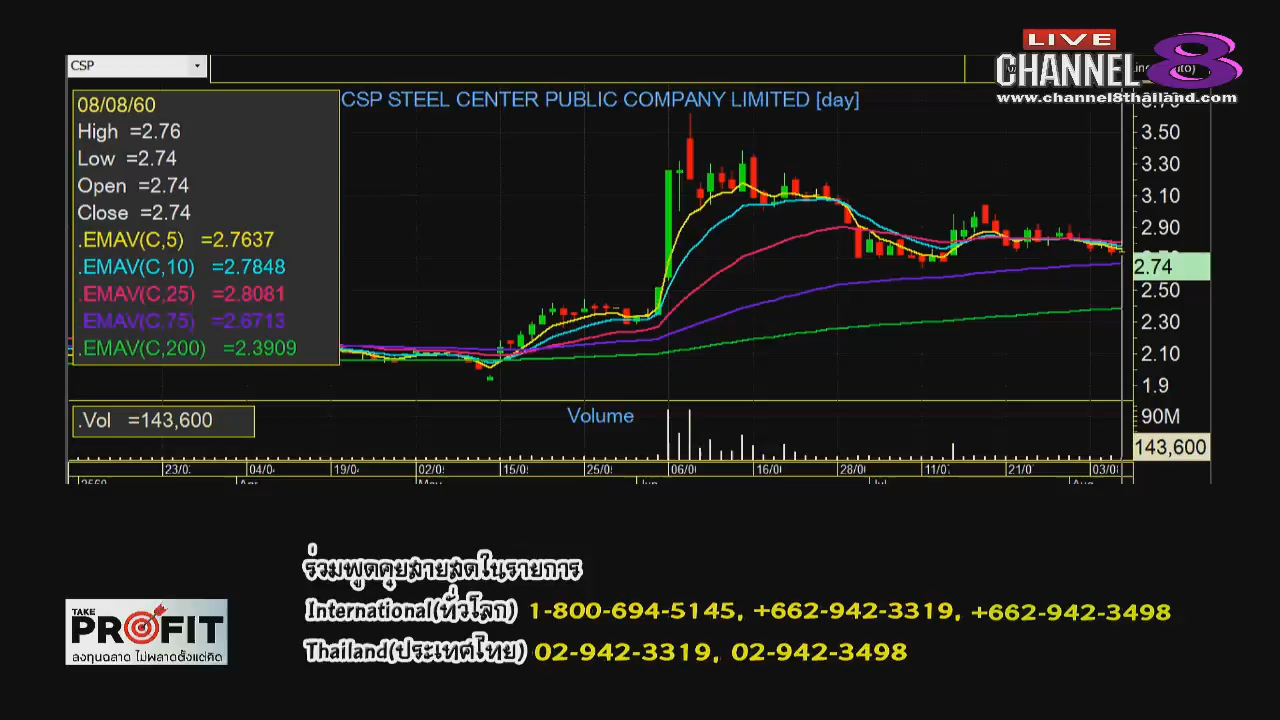 LIVE
CHANNEL 8
www.channel8thailand.com
CSP
08/08/60
High =2.76
Low =2.74
Open =2.74
Close =2.74
.EMAV(C,5) =2.7637
.EMAV(C,10) =2.7848
.EMAV(C,25) =2.8081
.EMAV(C,75) =2.6713
.EMAV(C,200) =2.3909
CSP STEEL CENTER PUBLIC COMPANY LIMITED [day]
3.50
3.30
3.10
2.90
2.74
2.50
2.30
2.10
1.9
.Vol =143,600
Volume
90M
143,600
23/0 04/0 19/0 02/0 15/0 25/0 06/0 16/0 28/0 11/0 21/0 03/0
2560 Apr May Jun Jul Aug
ร่วมพูดคุยสายสดในรายการ
International(ทั่วโลก) 1-800-694-5145, +662-942-3319, +662-942-3498
Thailand(ประเทศไทย) 02-942-3319, 02-942-3498
TAKE
PROFIT
ลงทุนฉลาด ไม่พลาดตั้งแต่คิด